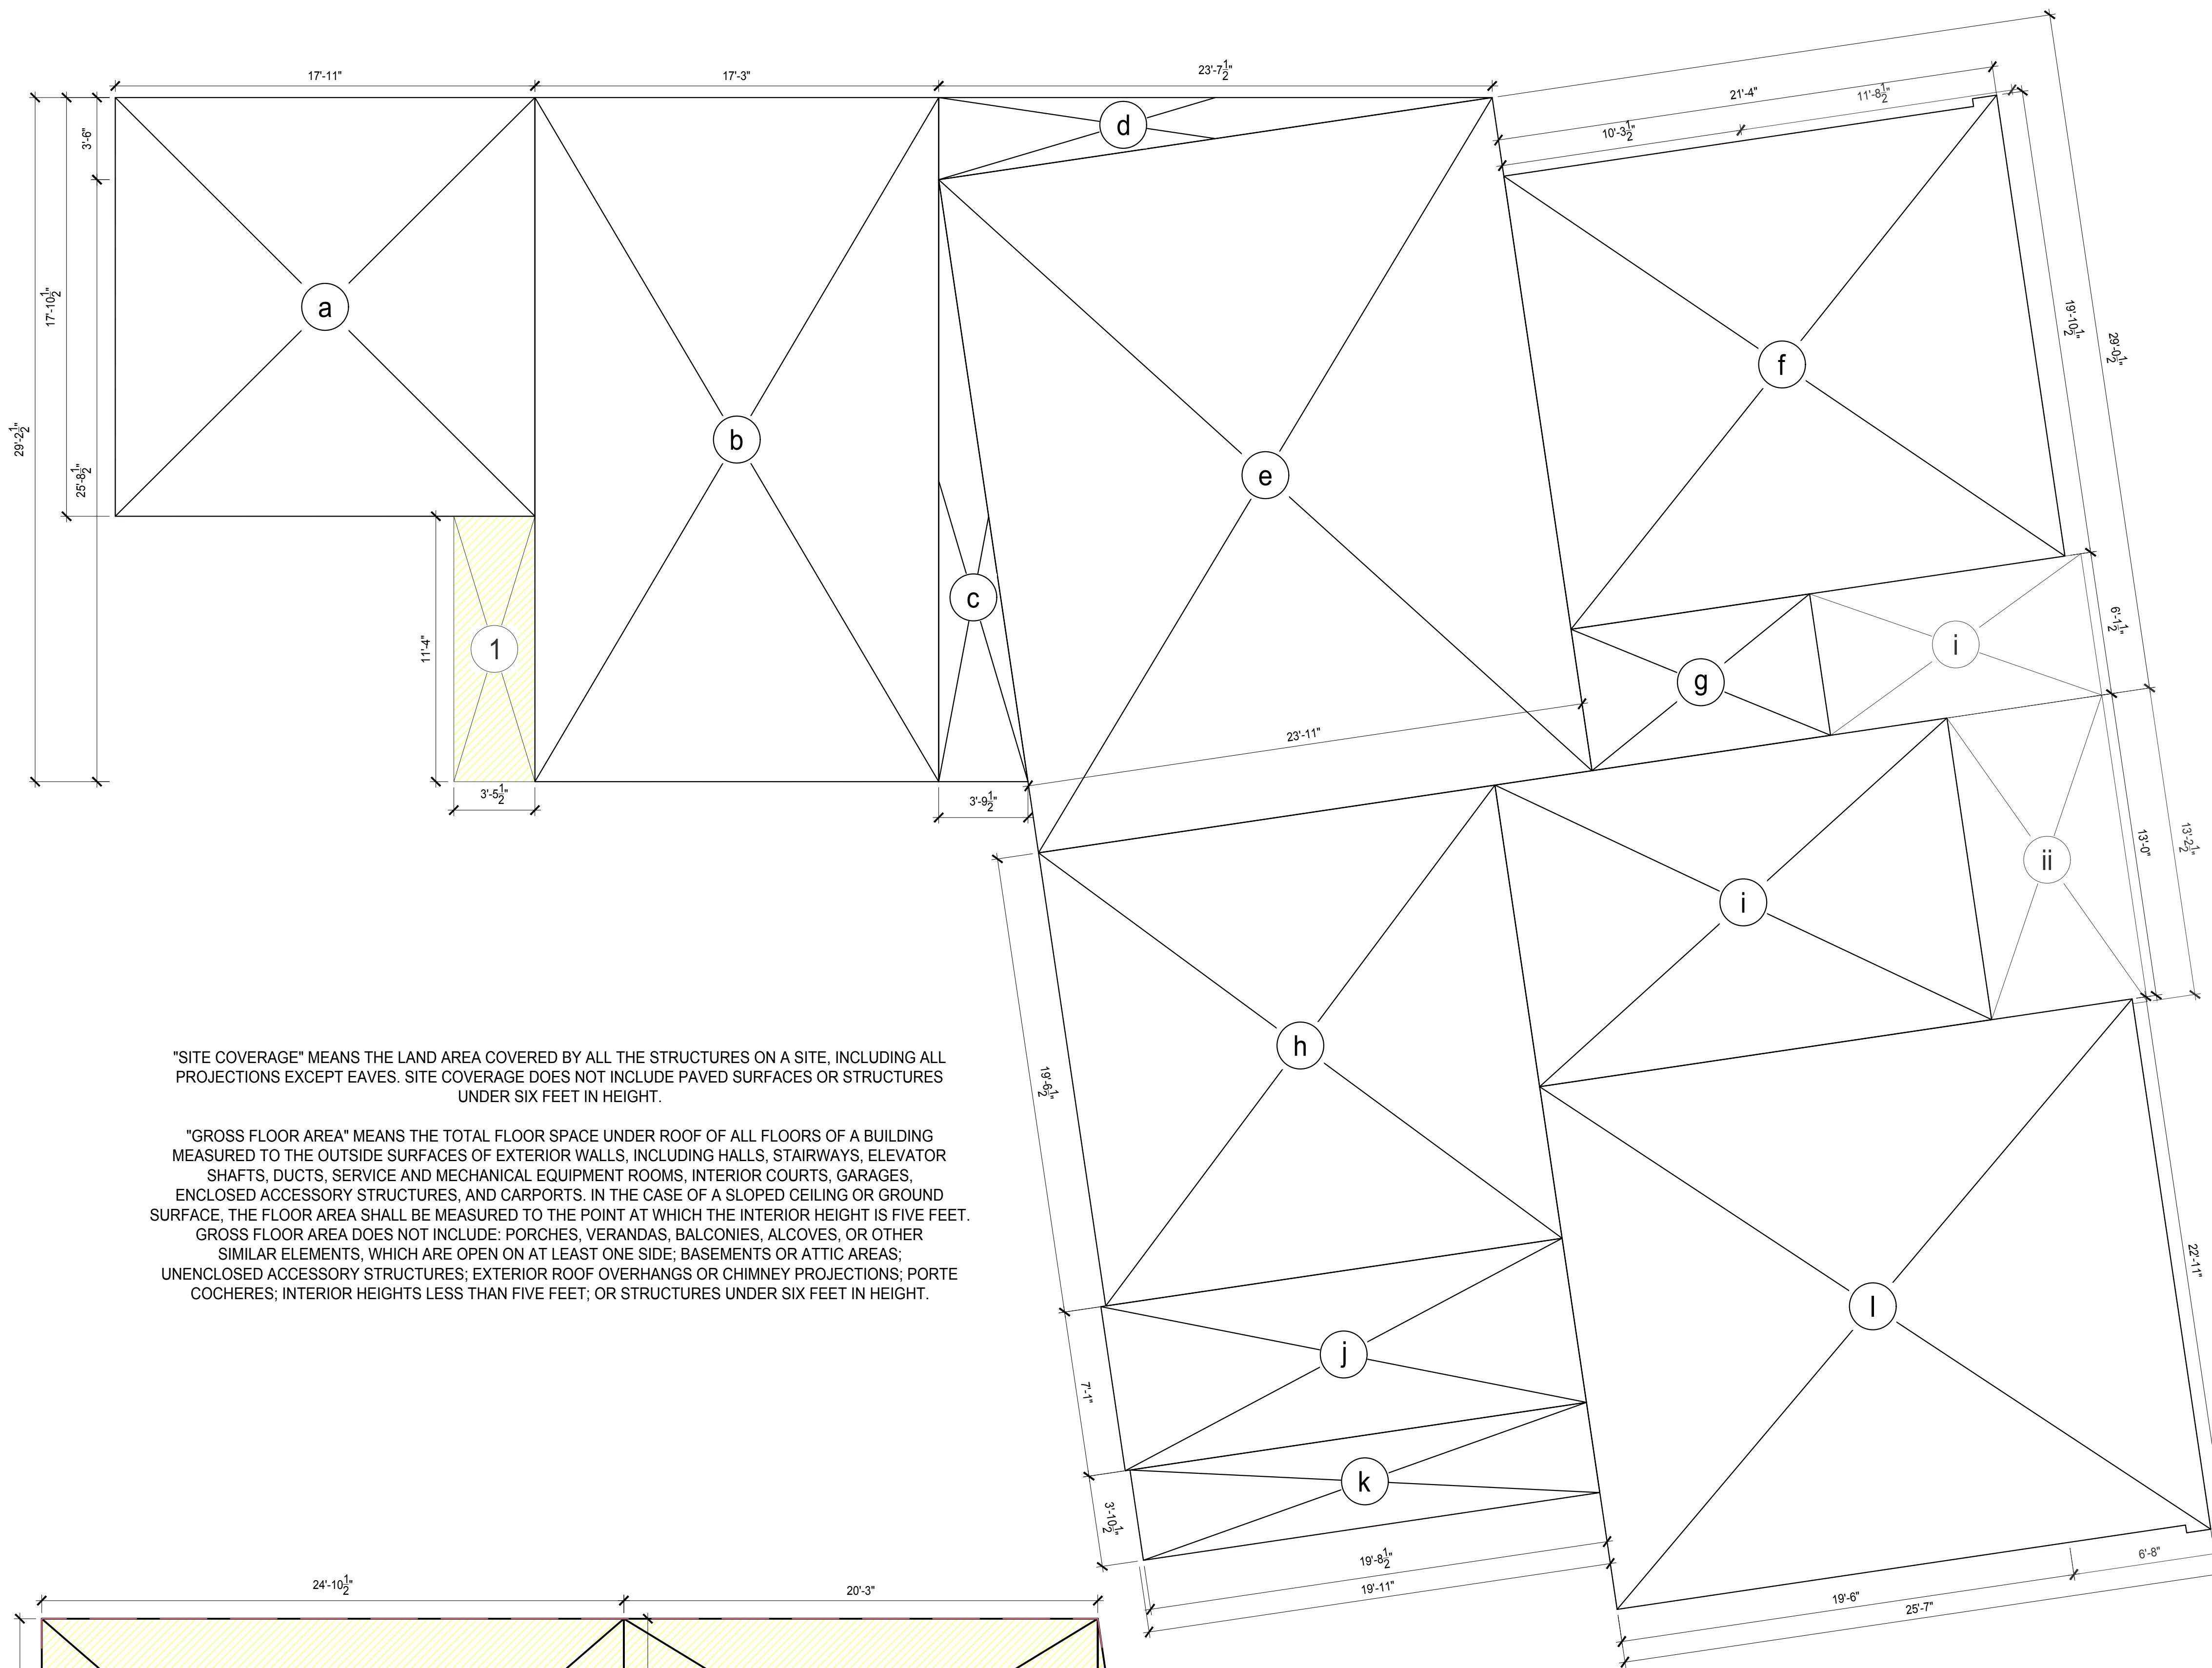 17'-11"
17'-3"
23'-7 1/2"
21'-4"
11'-8 1/2"
10'-3 1/2"
3'-6"
17'-10 1/2"
29'-2 1/2"
25'-8 1/2"
d
a
b
e
f
c
1
g
i
19'-10 1/2"
29'-0 1/2"
6'-1 1/2"
11'-4"
3'-5 1/2"
3'-9 1/2"
23'-11"
13'-0"
13'-2 1/2"
ii
i
h
19'-6 1/2"
"SITE COVERAGE" MEANS THE LAND AREA COVERED BY ALL THE STRUCTURES ON A SITE, INCLUDING ALL
PROJECTIONS EXCEPT EAVES. SITE COVERAGE DOES NOT INCLUDE PAVED SURFACES OR STRUCTURES
UNDER SIX FEET IN HEIGHT.
"GROSS FLOOR AREA" MEANS THE TOTAL FLOOR SPACE UNDER ROOF OF ALL FLOORS OF A BUILDING
MEASURED TO THE OUTSIDE SURFACES OF EXTERIOR WALLS, INCLUDING HALLS, STAIRWAYS, ELEVATOR
SHAFTS, DUCTS, SERVICE AND MECHANICAL EQUIPMENT ROOMS, INTERIOR COURTS, GARAGES,
ENCLOSED ACCESSORY STRUCTURES, AND CARPORTS. IN THE CASE OF A SLOPED CEILING OR GROUND
SURFACE, THE FLOOR AREA SHALL BE MEASURED TO THE POINT AT WHICH THE INTERIOR HEIGHT IS FIVE FEET.
GROSS FLOOR AREA DOES NOT INCLUDE: PORCHES, VERANDAS, BALCONIES, ALCOVES, OR OTHER
SIMILAR ELEMENTS, WHICH ARE OPEN ON AT LEAST ONE SIDE; BASEMENTS OR ATTIC AREAS;
UNENCLOSED ACCESSORY STRUCTURES; EXTERIOR ROOF OVERHANGS OR CHIMNEY PROJECTIONS; PORTE
COCHERES; INTERIOR HEIGHTS LESS THAN FIVE FEET; OR STRUCTURES UNDER SIX FEET IN HEIGHT.
22'-11"
l
j
7'-1"
k
3'-10 1/2"
19'-8 1/2"
19'-11"
6'-8"
19'-6"
25'-7"
24'-10 1/2"
20'-3"